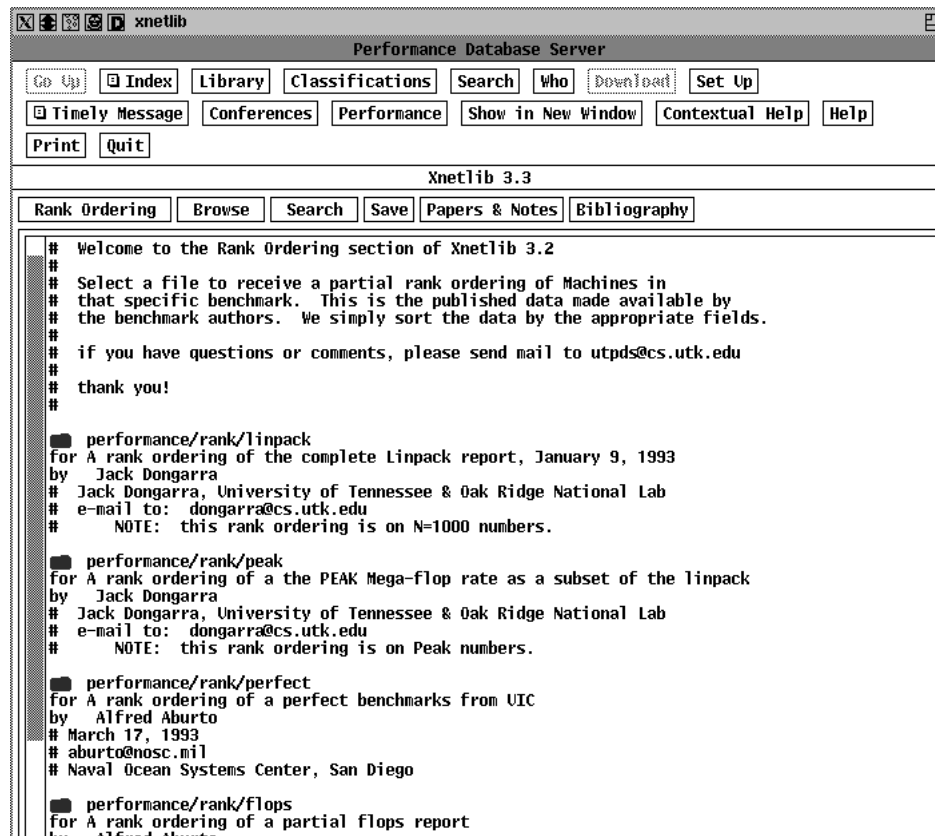 xnetlib
Performance Database Server
Go Up Index Library Classifications Search Who Download Set Up
Timely Message Conferences Performance Show in New Window Contextual Help Help
Print Quit
Xnetlib 3.3
Rank Ordering Browse Search Save Papers & Notes Bibliography
#  Welcome to the Rank Ordering section of Xnetlib 3.2
#
#  Select a file to receive a partial rank ordering of Machines in
#  that specific benchmark.  This is the published data made available by
#  the benchmark authors.  We simply sort the data by the appropriate fields.
#
#  if you have questions or comments, please send mail to utpds@cs.utk.edu
#
#  thank you!
#
performance/rank/linpack
for A rank ordering of the complete Linpack report, January 9, 1993
by   Jack Dongarra
#  Jack Dongarra, University of Tennessee & Oak Ridge National Lab
#  e-mail to:  dongarra@cs.utk.edu
#      NOTE:  this rank ordering is on N=1000 numbers.
performance/rank/peak
for A rank ordering of a the PEAK Mega-flop rate as a subset of the linpack
by   Jack Dongarra
#  Jack Dongarra, University of Tennessee & Oak Ridge National Lab
#  e-mail to:  dongarra@cs.utk.edu
#      NOTE:  this rank ordering is on Peak numbers.
performance/rank/perfect
for A rank ordering of a perfect benchmarks from UIC
by   Alfred Aburto
# March 17, 1993
# aburto@nosc.mil
# Naval Ocean Systems Center, San Diego
performance/rank/flops
for A rank ordering of a partial flops report
by   Alfred Aburto